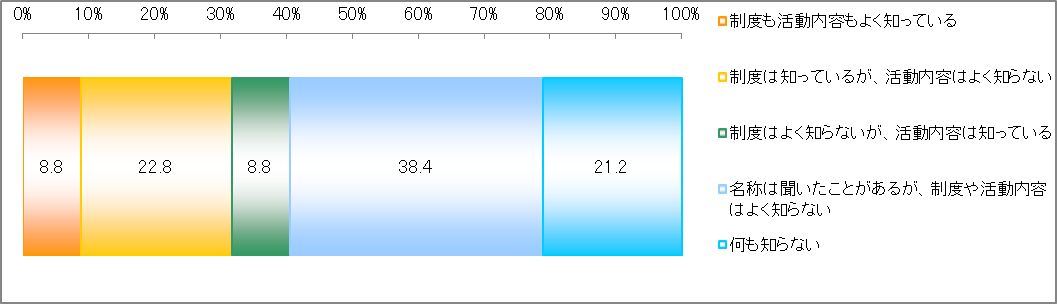 0% 10% 20% 30% 40% 50% 60% 70% 80% 90% 100%
8.8 22.8 8.8 38.4 21.2
制度も活動内容もよく知っている
制度は知っているが、活動内容はよく知らない
制度はよく知らないが、活動内容は知っている
名称は聞いたことがあるが、制度や活動内容
はよく知らない
何も知らない